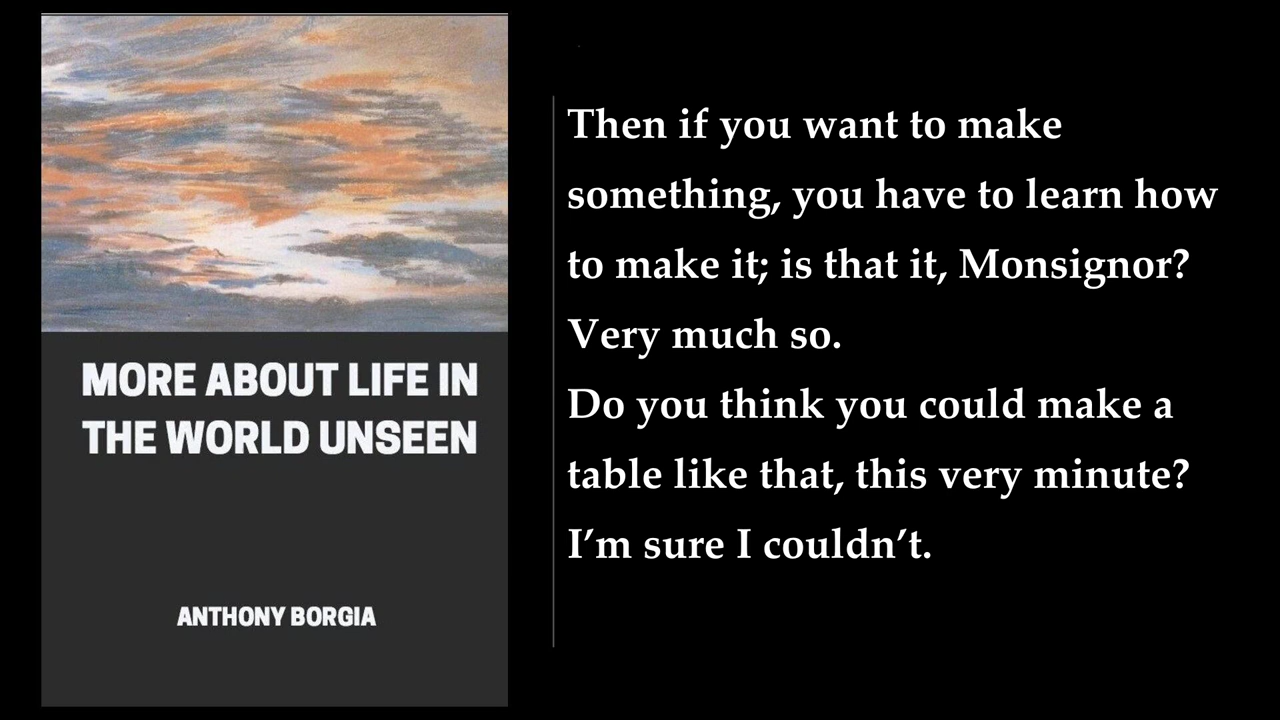 MORE ABOUT LIFE IN
THE WORLD UNSEEN
ANTHONY BORGIA
Then if you want to make
something, you have to learn how
to make it; is that it, Monsignor?
Very much so.
Do you think you could make a
table like that, this very minute?
I’m sure I couldn’t.